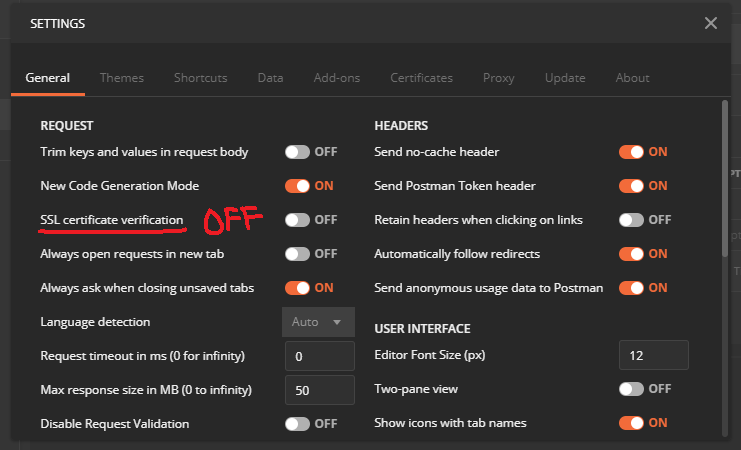 SETTINGS
General Themes Shortcuts Data Add-ons Certificates Proxy Update About
REQUEST
Trim keys and values in request body OFF
New Code Generation Mode ON
SSL certificate verification OFF OFF
Always open requests in new tab OFF
Always ask when closing unsaved tabs ON
Language detection Auto
Request timeout in ms (0 for infinity) 0
Max response size in MB (0 to infinity) 50
Disable Request Validation OFF
HEADERS
Send no-cache header ON
Send Postman Token header ON
Retain headers when clicking on links OFF
Automatically follow redirects ON
Send anonymous usage data to Postman ON
USER INTERFACE
Editor Font Size (px) 12
Two-pane view OFF
Show icons with tab names ON